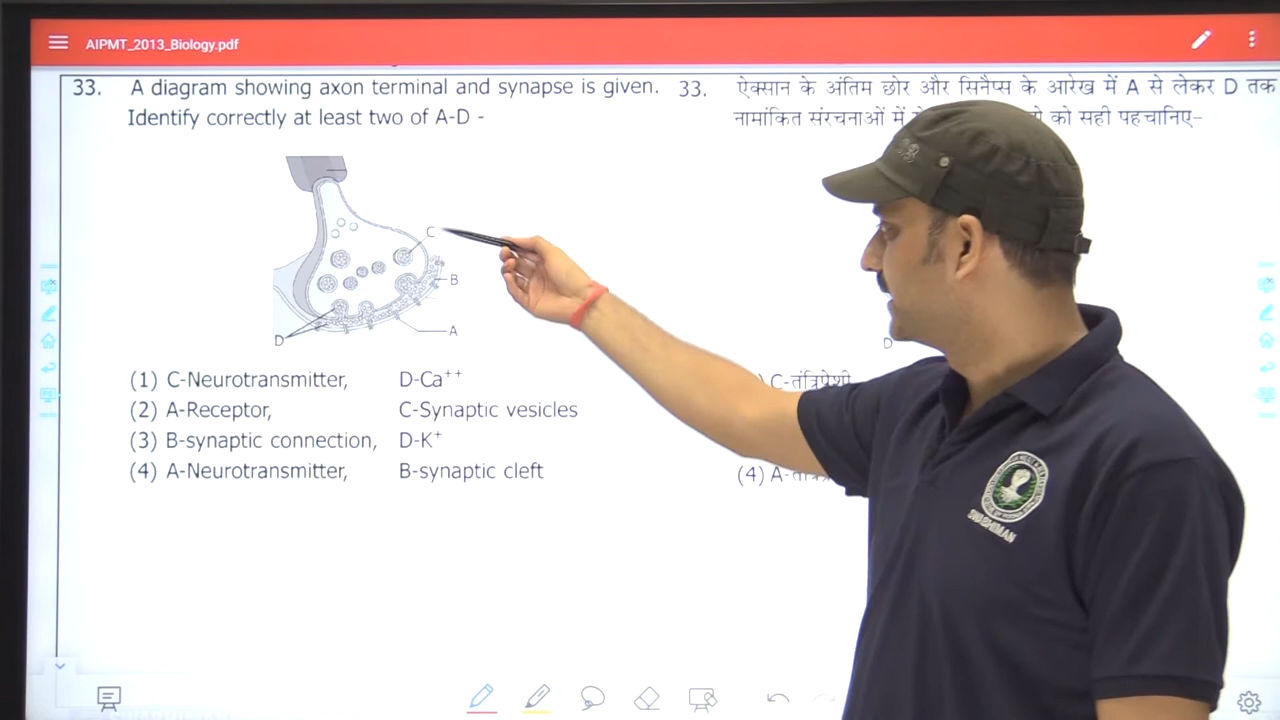 AIPMT_2013_Biology.pdf
33. A diagram showing axon terminal and synapse is given.
Identify correctly at least two of A-D -
C
B
A
D
(1) C-Neurotransmitter, D-Ca⁺⁺
(2) A-Receptor, C-Synaptic vesicles
(3) B-synaptic connection, D-K⁺
(4) A-Neurotransmitter, B-synaptic cleft
33. ऐक्सान के अंतिम छोर और सिनैप्स के आरेख में A से लेकर D तक
नामांकित संरचनाओं में को सही पहचानिए-
D
C-तंत्रिप्रेशी
(4) A-
SWABHIMAN